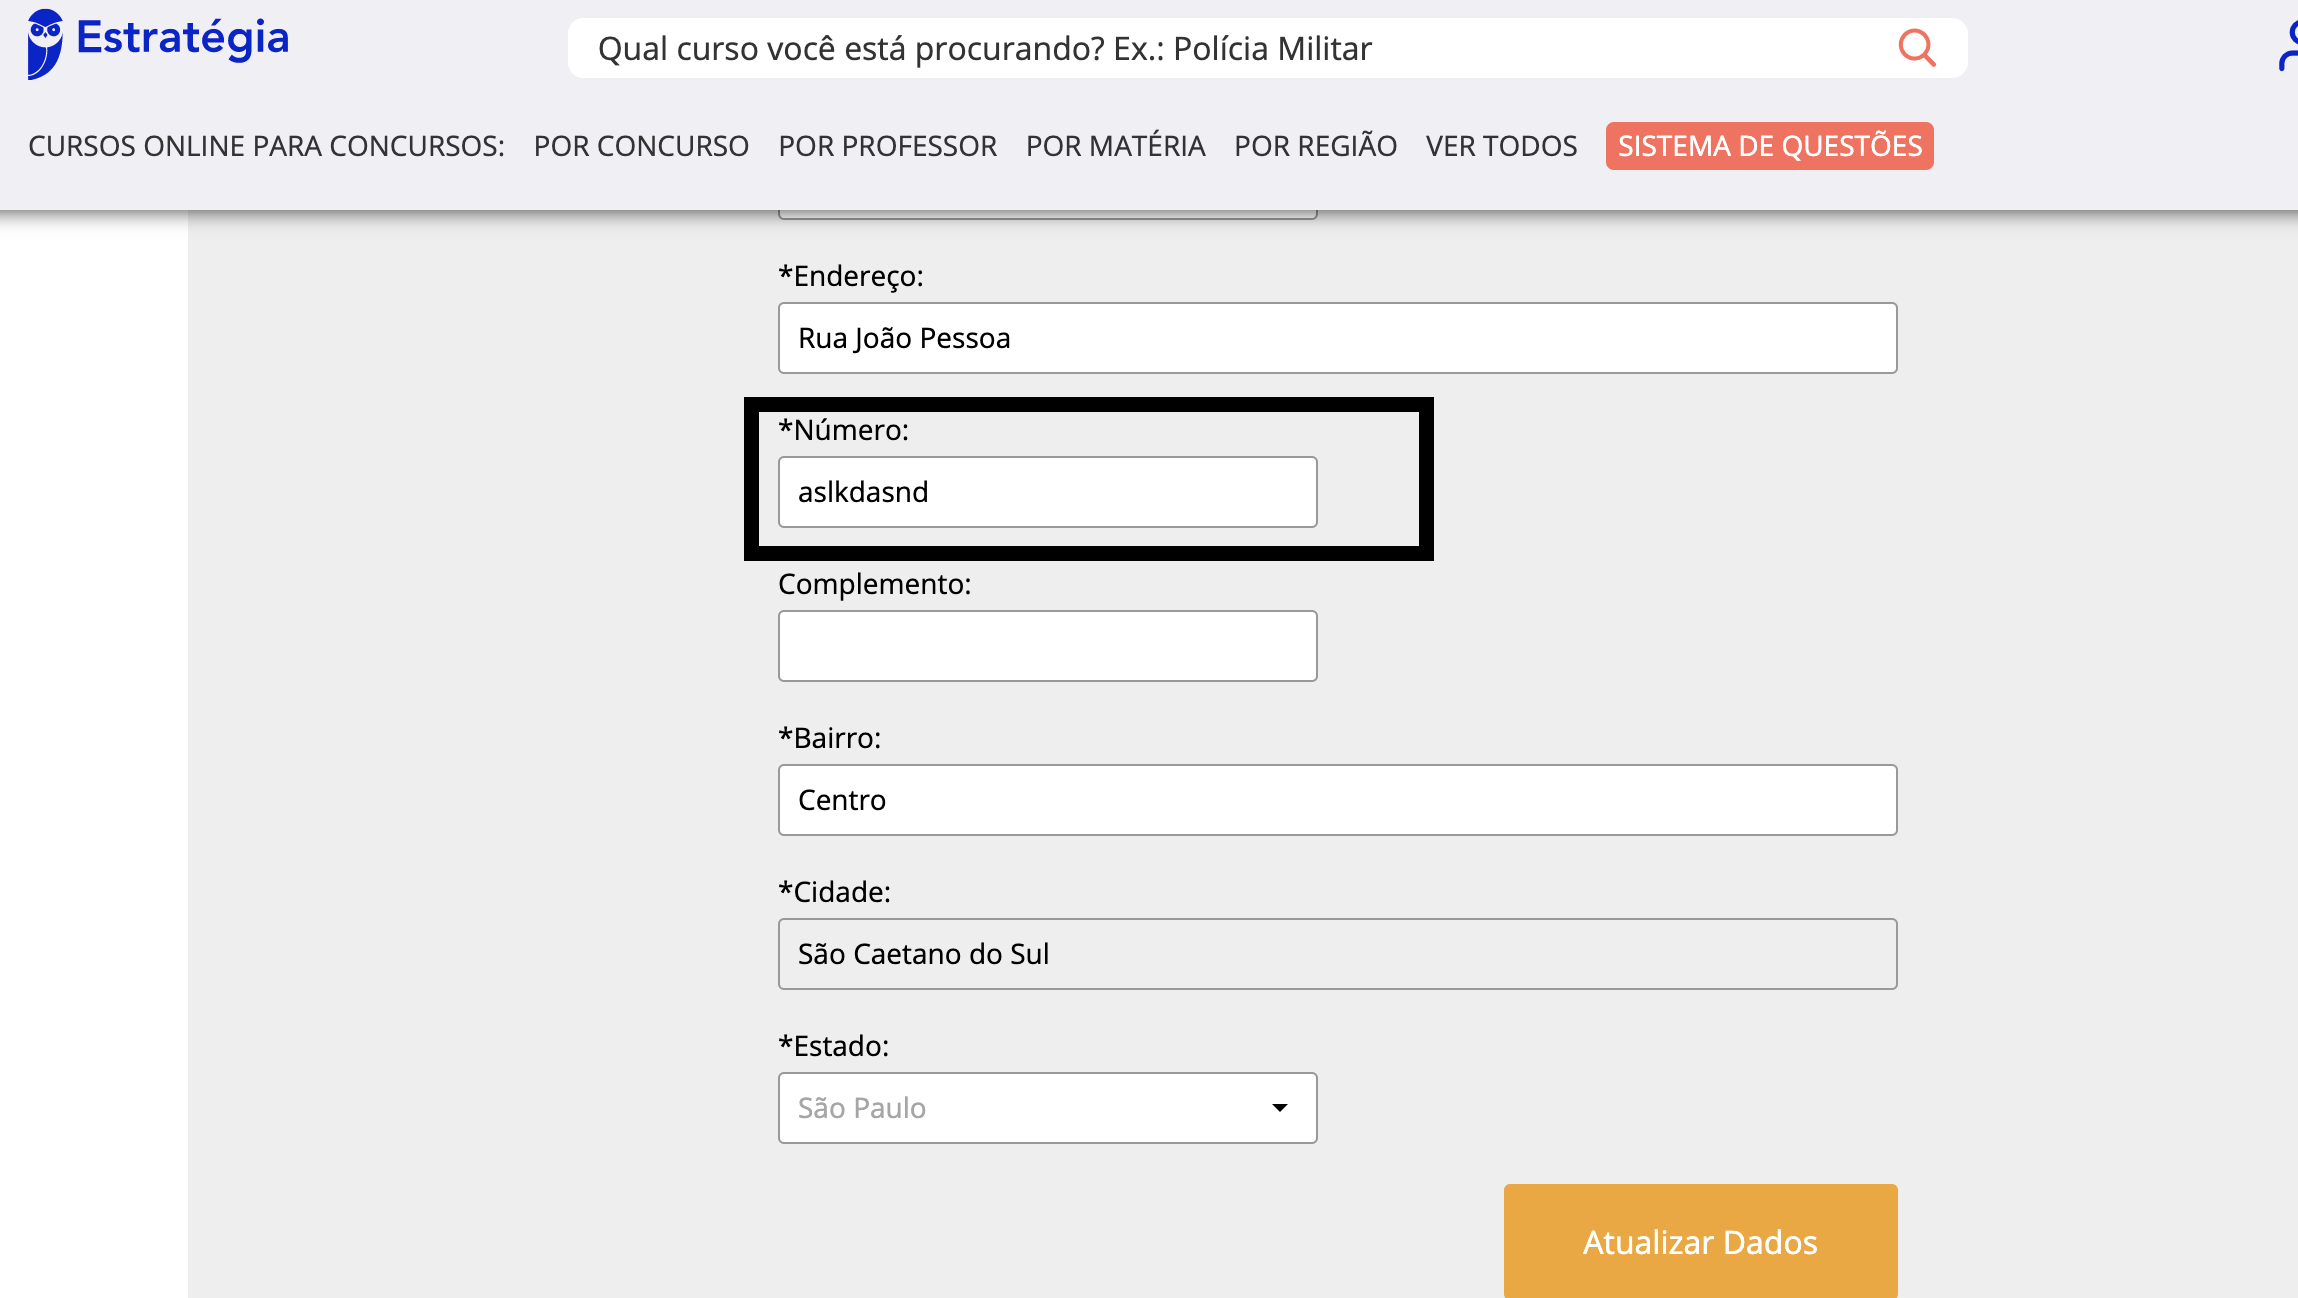 Estratégia
Qual curso você está procurando? Ex.: Polícia Militar
CURSOS ONLINE PARA CONCURSOS: POR CONCURSO POR PROFESSOR POR MATÉRIA POR REGIÃO VER TODOS SISTEMA DE QUESTÕES
*Endereço:
Rua João Pessoa
*Número:
aslkdasnd
Complemento:
*Bairro:
Centro
*Cidade:
São Caetano do Sul
*Estado:
São Paulo
Atualizar Dados